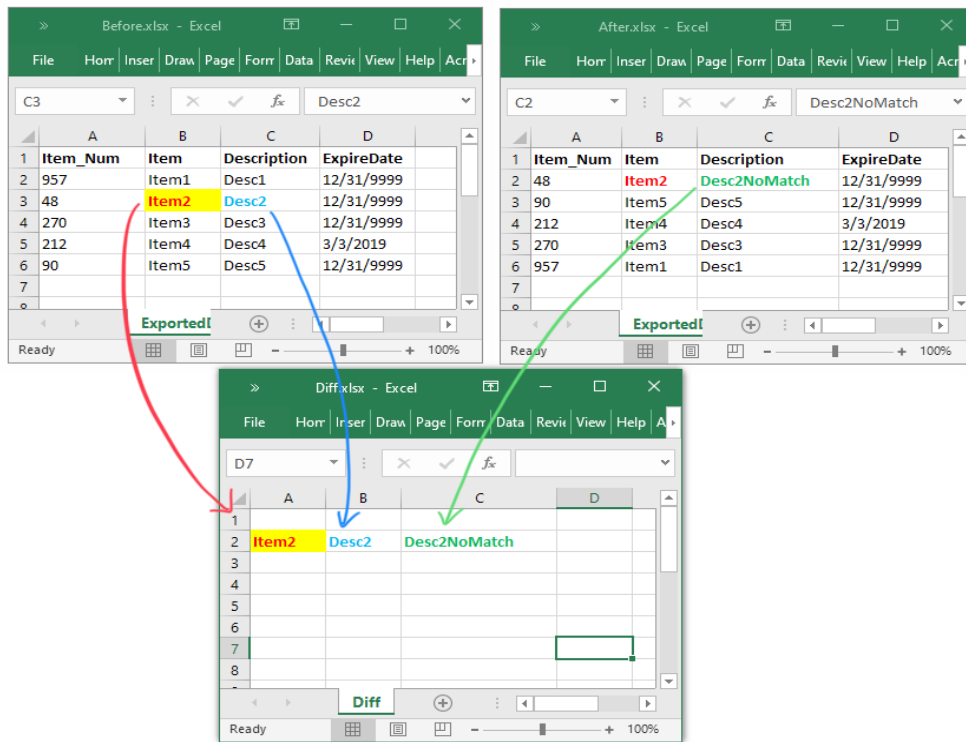 » Before.xlsx - Excel
File Hom Inser Draw Page Form Data Revie View Help Acr
C3 fx Desc2
A B C D
1 Item_Num Item Description ExpireDate
2 957 Item1 Desc1 12/31/9999
3 48 Item2 Desc2 12/31/9999
4 270 Item3 Desc3 12/31/9999
5 212 Item4 Desc4 3/3/2019
6 90 Item5 Desc5 12/31/9999
7
8
ExportedD
Ready - + 100%
» After.xlsx - Excel
File Hom Inser Draw Page Form Data Revie View Help Acr
C2 fx Desc2NoMatch
A B C D
1 Item_Num Item Description ExpireDate
2 48 Item2 Desc2NoMatch 12/31/9999
3 90 Item5 Desc5 12/31/9999
4 212 Item4 Desc4 3/3/2019
5 270 Item3 Desc3 12/31/9999
6 957 Item1 Desc1 12/31/9999
7
8
ExportedD
Ready - + 100%
» Diff.xlsx - Excel
File Hom Inser Draw Page Form Data Revie View Help A
D7 fx
A B C D
1
2 Item2 Desc2 Desc2NoMatch
3
4
5
6
7
8
Diff
Ready - + 100%